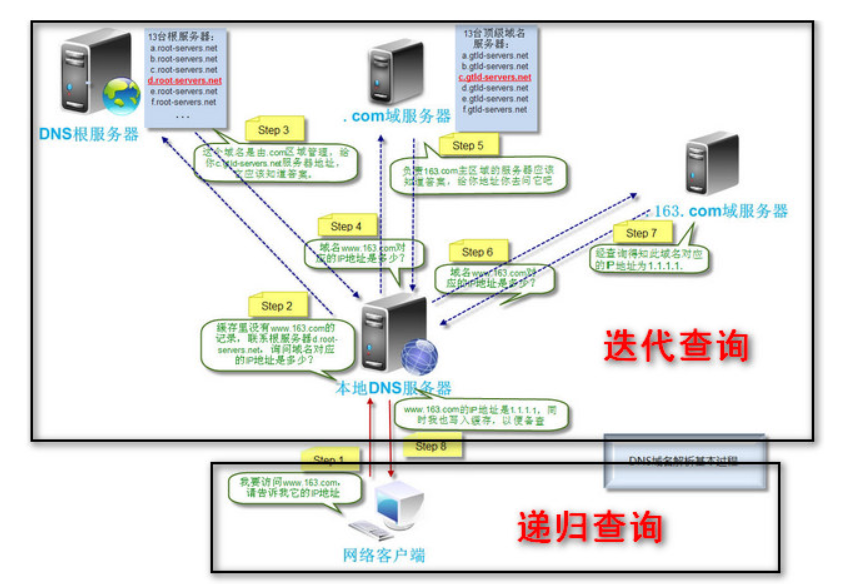 13台根服务器:
a.root-servers.net
b.root-servers.net
c.root-servers.net
d.root-servers.net
e.root-servers.net
f.root-servers.net
...
DNS根服务器
13台顶级域名
服务器:
a.gtld-servers.net
b.gtld-servers.net
c.gtld-servers.net
d.gtld-servers.net
e.gtld-servers.net
f.gtld-servers.net
.com域服务器
Step 3
这个域名是由.com区域管理，给
你c.gtld-servers.net服务器地址，
它应该知道答案。
Step 5
负责163.com主区域的服务器应该
知道答案，给你地址你去问它吧
.163.com域服务器
Step 4
域名www.163.com对
应的IP地址是多少？
Step 6
域名www.163.com对
应的IP地址是多少？
Step 7
经查询得知此域名对应
的IP地址为1.1.1.1.
Step 2
缓存里没有www.163.com的
记录，联系根服务器d.root-
servers.net，询问域名对应
的IP地址是多少？
迭代查询
本地DNS服务器
www.163.com的IP地址是1.1.1.1，同
时我也写入缓存，以便备查
Step 8
Step 1
DNS域名解析基本过程
我要访问www.163.com，
请告诉我它的IP地址
递归查询
网络客户端